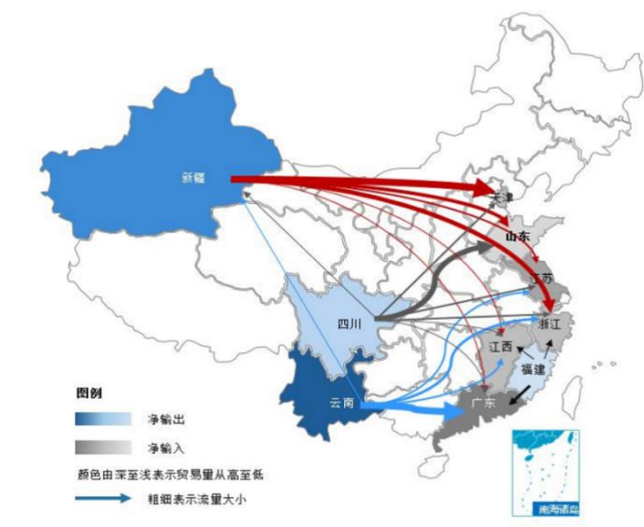 新疆
天津
山东
江苏
四川
浙江
江西
福建
云南
广东
图例
净输出
净输入
颜色由深至浅表示贸易量从高至低
粗细表示流量大小
南海诸岛